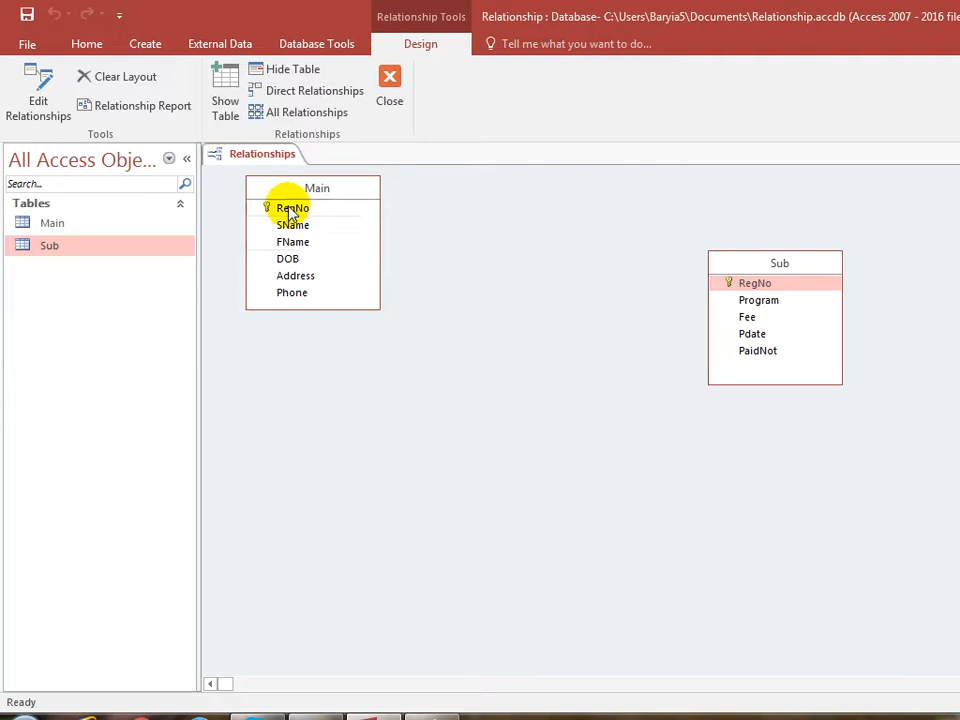 Relationship Tools
Relationship : Database- C:\Users\Baryia5\Documents\Relationship.accdb (Access 2007 - 2016 file
File
Home
Create
External Data
Database Tools
Design
Tell me what you want to do...
Edit
Relationships
Clear Layout
Relationship Report
Tools
Show
Table
Hide Table
Direct Relationships
All Relationships
Relationships
Close
All Access Obje...
Search...
Tables
Main
Sub
Relationships
Main
RegNo
SName
FName
DOB
Address
Phone
Sub
RegNo
Program
Fee
Pdate
PaidNot
Ready